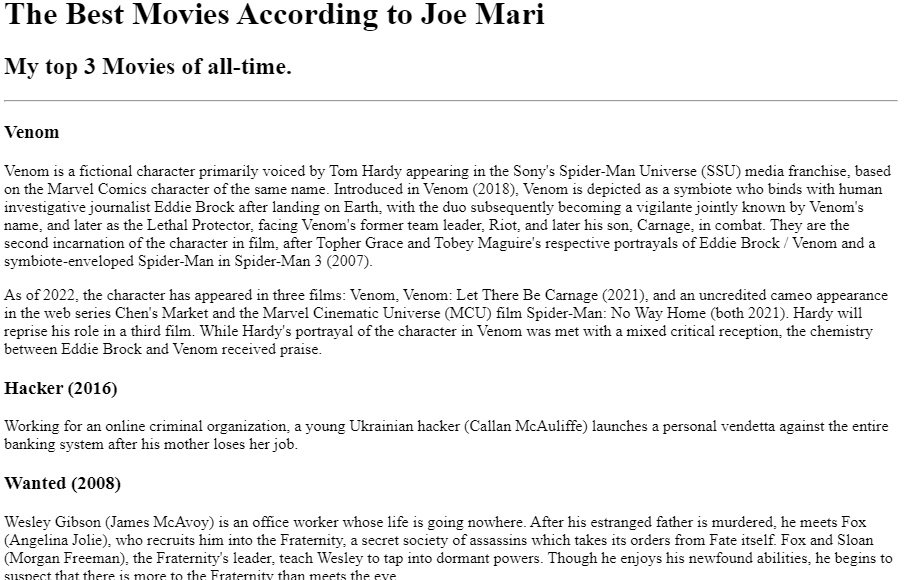 The Best Movies According to Joe Mari
My top 3 Movies of all-time.
Venom
Venom is a fictional character primarily voiced by Tom Hardy appearing in the Sony's Spider-Man Universe (SSU) media franchise, based
on the Marvel Comics character of the same name. Introduced in Venom (2018), Venom is depicted as a symbiote who binds with human
investigative journalist Eddie Brock after landing on Earth, with the duo subsequently becoming a vigilante jointly known by Venom's
name, and later as the Lethal Protector, facing Venom's former team leader, Riot, and later his son, Carnage, in combat. They are the
second incarnation of the character in film, after Topher Grace and Tobey Maguire's respective portrayals of Eddie Brock / Venom and a
symbiote-enveloped Spider-Man in Spider-Man 3 (2007).
As of 2022, the character has appeared in three films: Venom, Venom: Let There Be Carnage (2021), and an uncredited cameo appearance
in the web series Chen's Market and the Marvel Cinematic Universe (MCU) film Spider-Man: No Way Home (both 2021). Hardy will
reprise his role in a third film. While Hardy's portrayal of the character in Venom was met with a mixed critical reception, the chemistry
between Eddie Brock and Venom received praise.
Hacker (2016)
Working for an online criminal organization, a young Ukrainian hacker (Callan McAuliffe) launches a personal vendetta against the entire
banking system after his mother loses her job.
Wanted (2008)
Wesley Gibson (James McAvoy) is an office worker whose life is going nowhere. After his estranged father is murdered, he meets Fox
(Angelina Jolie), who recruits him into the Fraternity, a secret society of assassins which takes its orders from Fate itself. Fox and Sloan
(Morgan Freeman), the Fraternity's leader, teach Wesley to tap into dormant powers. Though he enjoys his newfound abilities, he begins to
suspect that there is more to the Fraternity than meets the eye